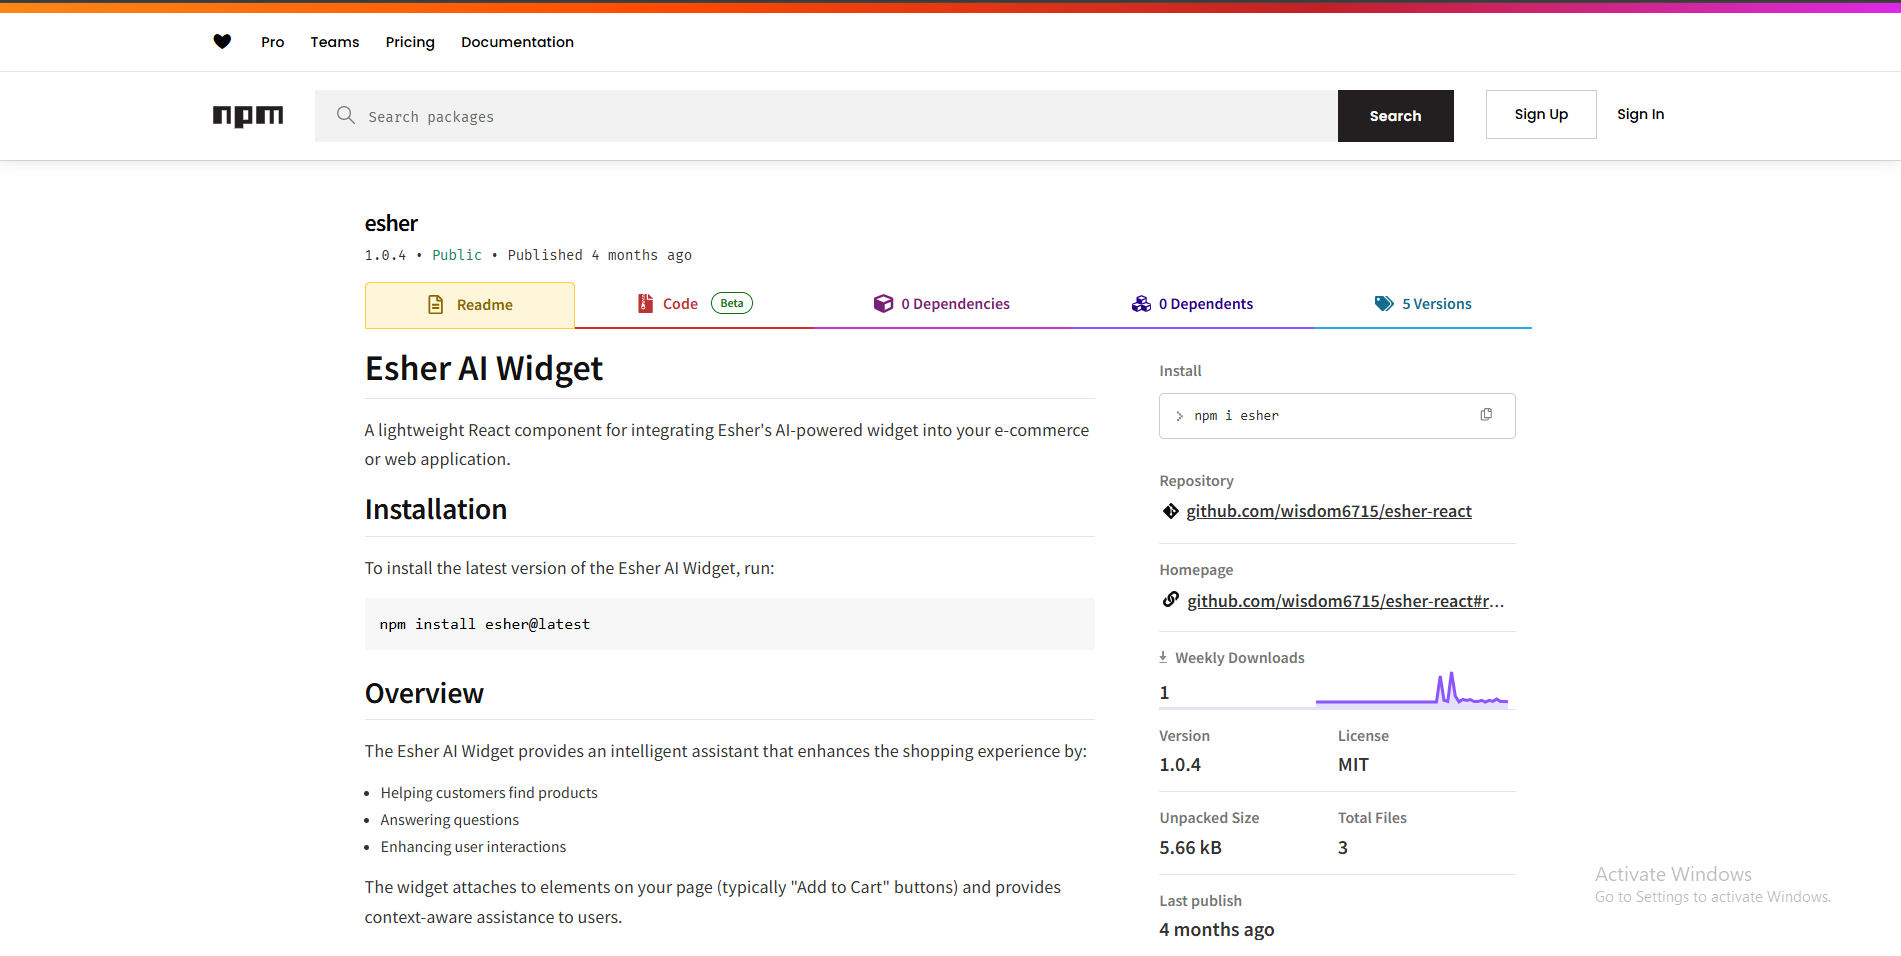 Pro Teams Pricing Documentation
npm Search packages Search Sign Up Sign In
esher
1.0.4 • Public • Published 4 months ago
Readme Code Beta 0 Dependencies 0 Dependents 5 Versions
Esher AI Widget
A lightweight React component for integrating Esher's AI-powered widget into your e-commerce
or web application.
Installation
To install the latest version of the Esher AI Widget, run:
npm install esher@latest
Overview
The Esher AI Widget provides an intelligent assistant that enhances the shopping experience by:
• Helping customers find products
• Answering questions
• Enhancing user interactions
The widget attaches to elements on your page (typically "Add to Cart" buttons) and provides
context-aware assistance to users.
Install
> npm i esher
Repository
github.com/wisdom6715/esher-react
Homepage
github.com/wisdom6715/esher-react#r...
Weekly Downloads
1
Version License
1.0.4 MIT
Unpacked Size Total Files
5.66 kB 3
Last publish
4 months ago
Activate Windows
Go to Settings to activate Windows.